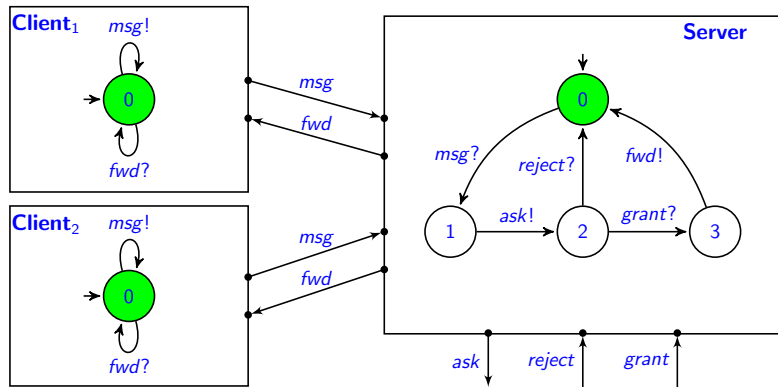 Client₁
msg!
0
fwd?
msg
fwd
Server
0
msg?
reject?
fwd!
1
ask!
2
grant?
3
Client₂
msg!
0
fwd?
msg
fwd
ask
reject
grant